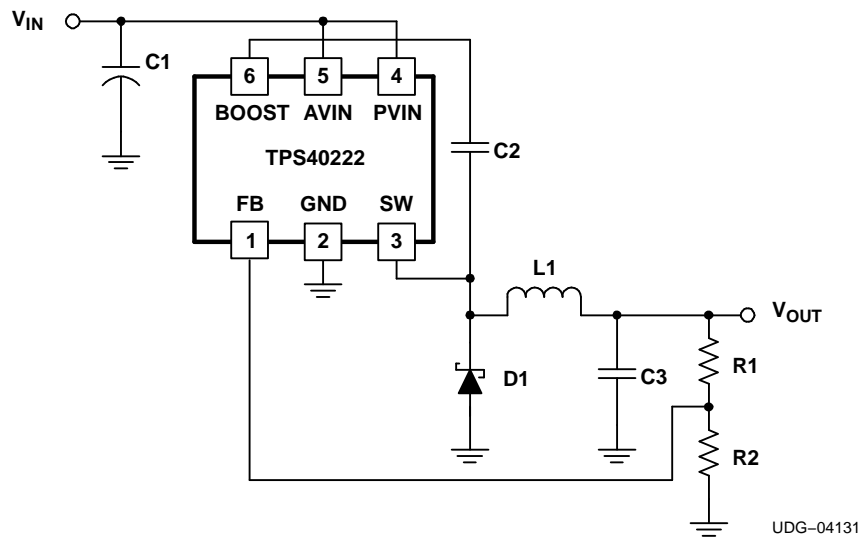 VIN
C1
6 5 4
BOOST AVIN PVIN
TPS40222
C2
FB GND SW
1 2 3
L1
VOUT
D1
C3
R1
R2
UDG–04131